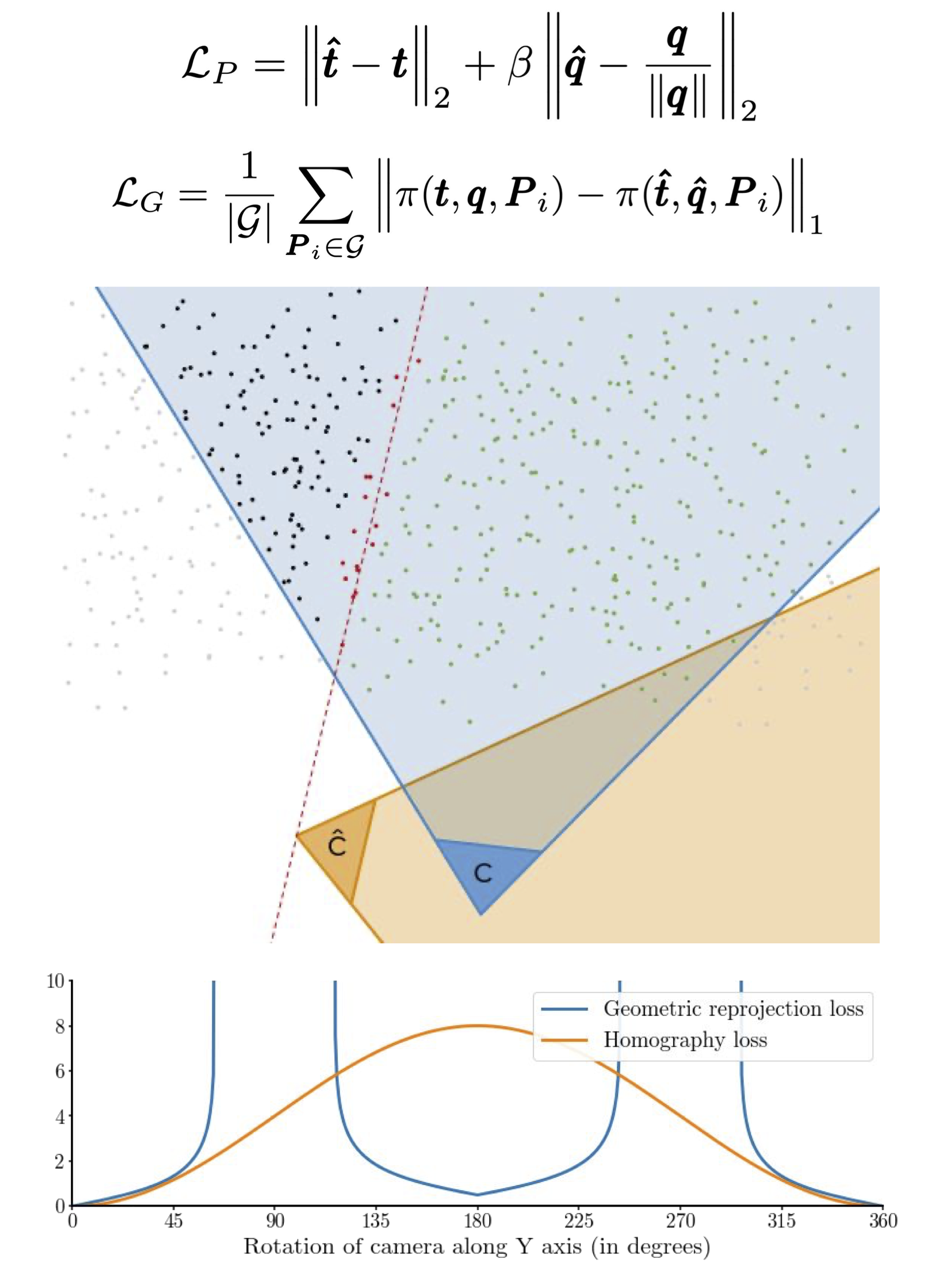 𝓛_P = ‖t̂ − t‖₂ + β ‖q̂ − q/‖q‖‖₂
𝓛_G = 1/|𝒢| ∑_{P_i∈𝒢} ‖π(t, q, P_i) − π(t̂, q̂, P_i)‖₁
Ĉ
C
10
8
6
4
2
0
Geometric reprojection loss
Homography loss
0 45 90 135 180 225 270 315 360
Rotation of camera along Y axis (in degrees)